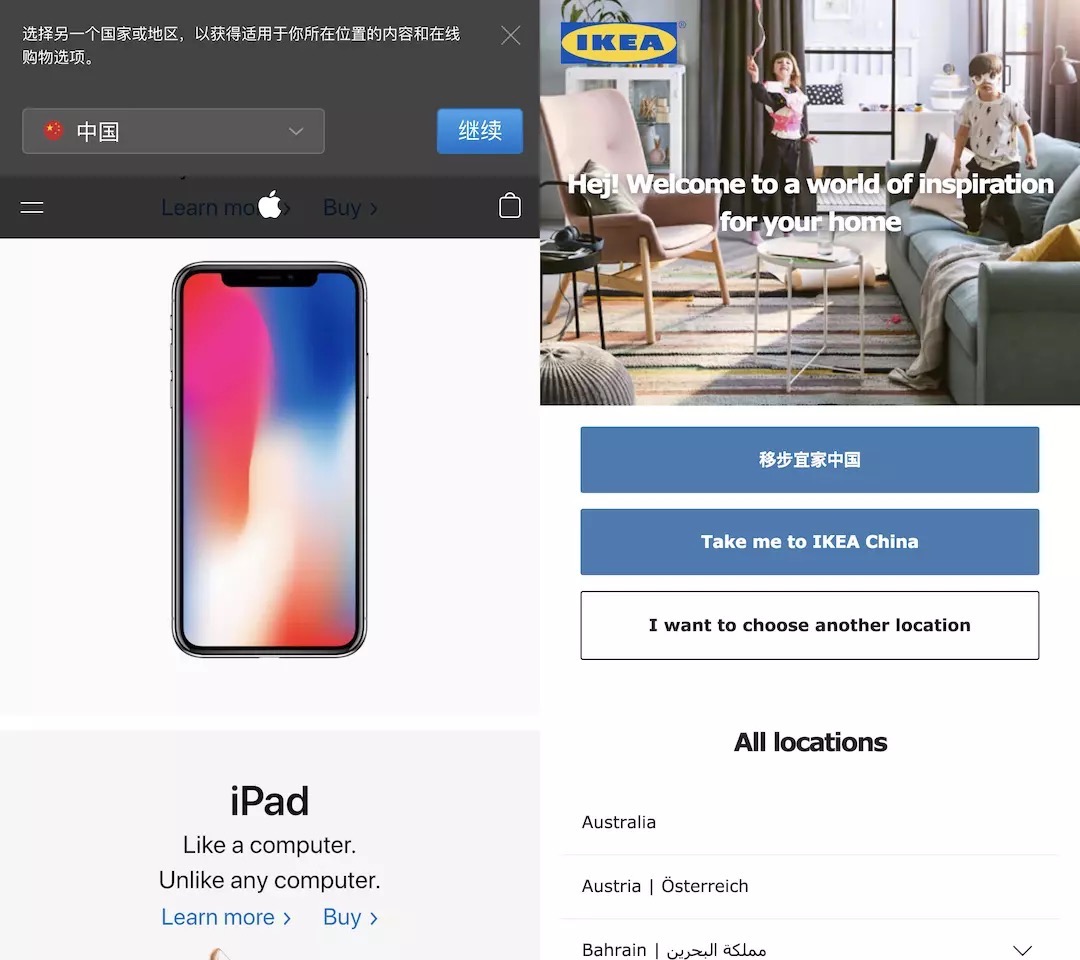 选择另一个国家或地区，以获得适用于你所在位置的内容和在线
购物选项。
中国
继续
Learn mo
Buy
iPad
Like a computer.
Unlike any computer.
Learn more
Buy
IKEA
®
Hej! Welcome to a world of inspiration
for your home
移步宜家中国
Take me to IKEA China
I want to choose another location
All locations
Australia
Austria | Österreich
Bahrain | مملكة البحرين